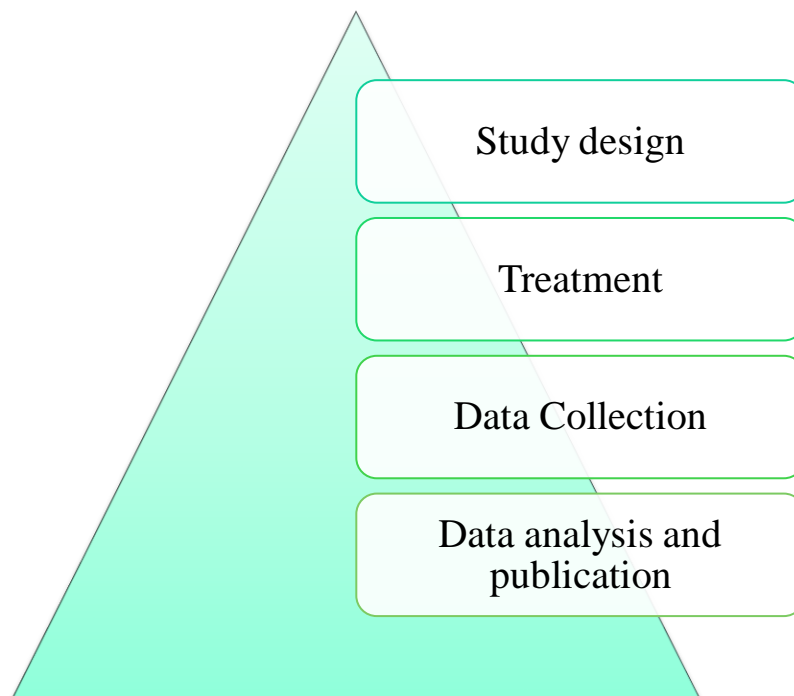 Study design
Treatment
Data Collection
Data analysis and
publication